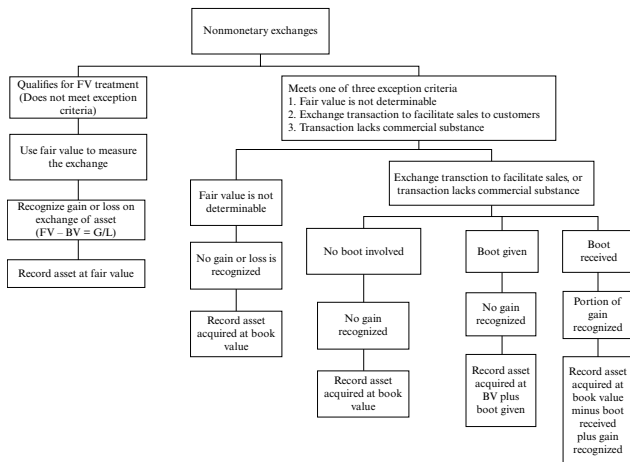 Nonmonetary exchanges
Qualifies for FV treatment
(Does not meet exception
criteria)
Use fair value to measure
the exchange
Recognize gain or loss on
exchange of asset
(FV – BV = G/L)
Record asset at fair value
Meets one of three exception criteria
1. Fair value is not determinable
2. Exchange transaction to facilitate sales to customers
3. Transaction lacks commercial substance
Fair value is not
determinable
No gain or loss is
recognized
Record asset
acquired at book
value
Exchange transction to facilitate sales, or
transaction lacks commercial substance
No boot involved
No gain
recognized
Record asset
acquired at book
value
Boot given
No gain
recognized
Record asset
acquired at
BV plus
boot given
Boot
received
Portion of
gain
recognized
Record asset
acquired at
book value
minus boot
received
plus gain
recognized